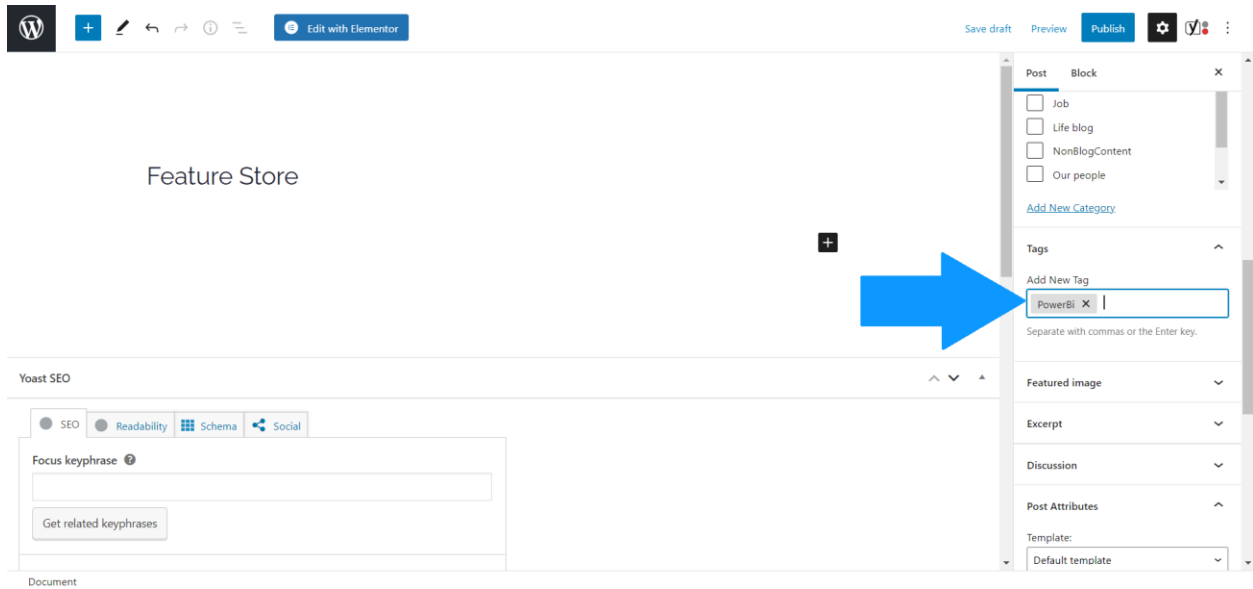 Edit with Elementor
Save draft
Preview
Publish
Post
Block
Job
Life blog
NonBlogContent
Our people
Add New Category
Feature Store
Tags
Add New Tag
PowerBi
Separate with commas or the Enter key.
Yoast SEO
Featured image
SEO
Readability
Schema
Social
Excerpt
Focus keyphrase
Discussion
Get related keyphrases
Post Attributes
Template:
Default template
Document